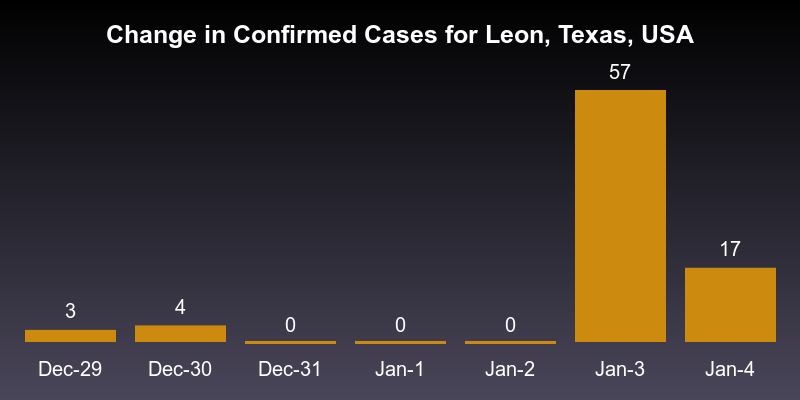 Change in Confirmed Cases for Leon, Texas, USA
57
17
3
4
0
0
0
Dec-29
Dec-30
Dec-31
Jan-1
Jan-2
Jan-3
Jan-4